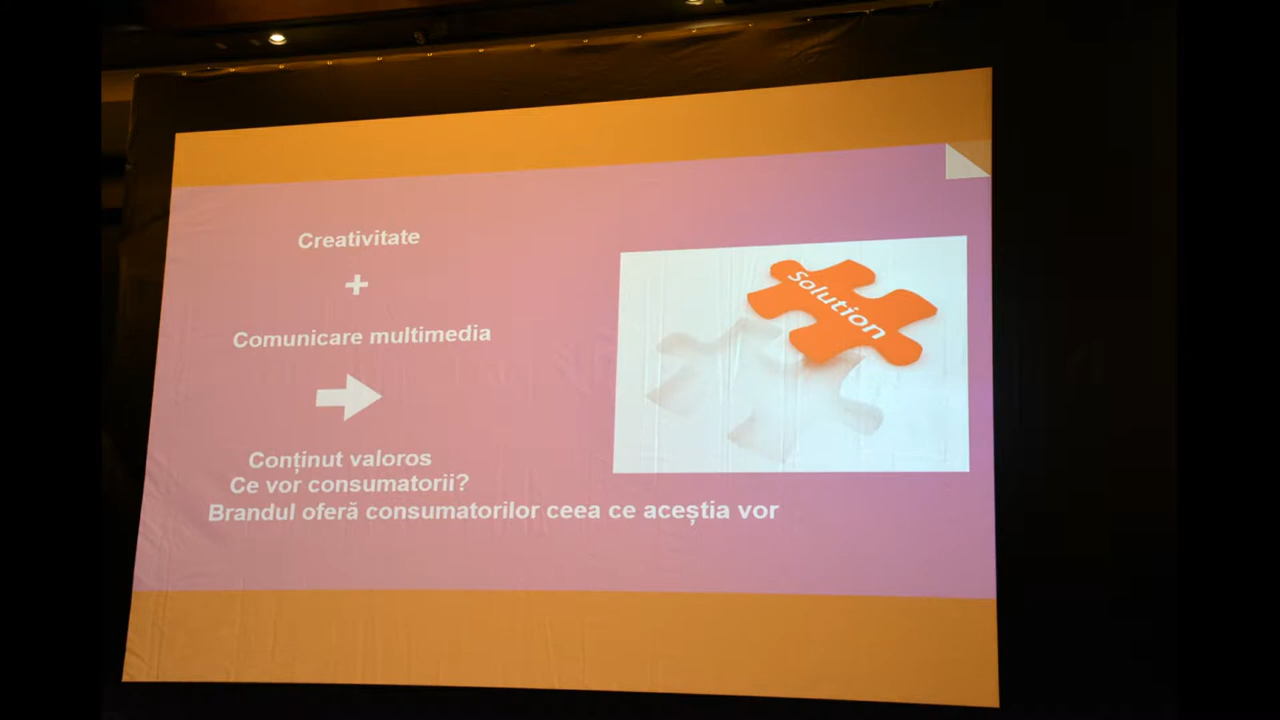 Creativitate
+
Comunicare multimedia
Conținut valoros
Ce vor consumatorii?
Brandul oferă consumatorilor ceea ce aceștia vor
Solution